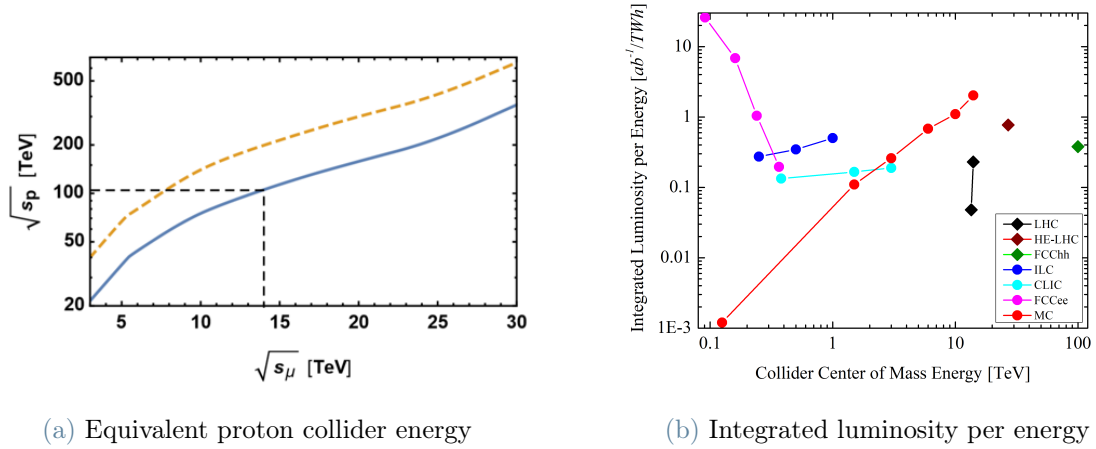 500
200
100
50
20
√sp [TeV]
5
10
15
20
25
30
√sμ [TeV]
(a) Equivalent proton collider energy
10
1
0.1
0.01
1E-3
Integrated Luminosity per Energy [ab⁻¹/TWh]
LHC
HE-LHC
FCChh
ILC
CLIC
FCCee
MC
0.1
1
10
100
Collider Center of Mass Energy [TeV]
(b) Integrated luminosity per energy